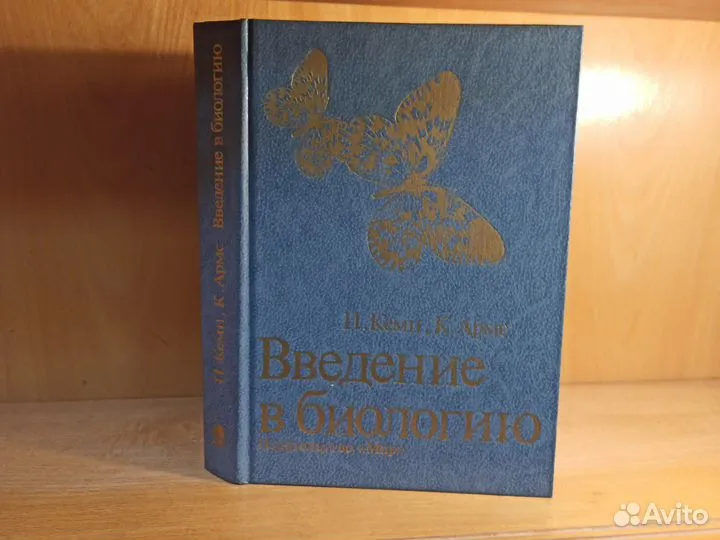 П. Кемп, К. Армс Введение в биологию
П. Кемп, К. Армс
Введение
в биологию
Издательство «Мир»
Avito